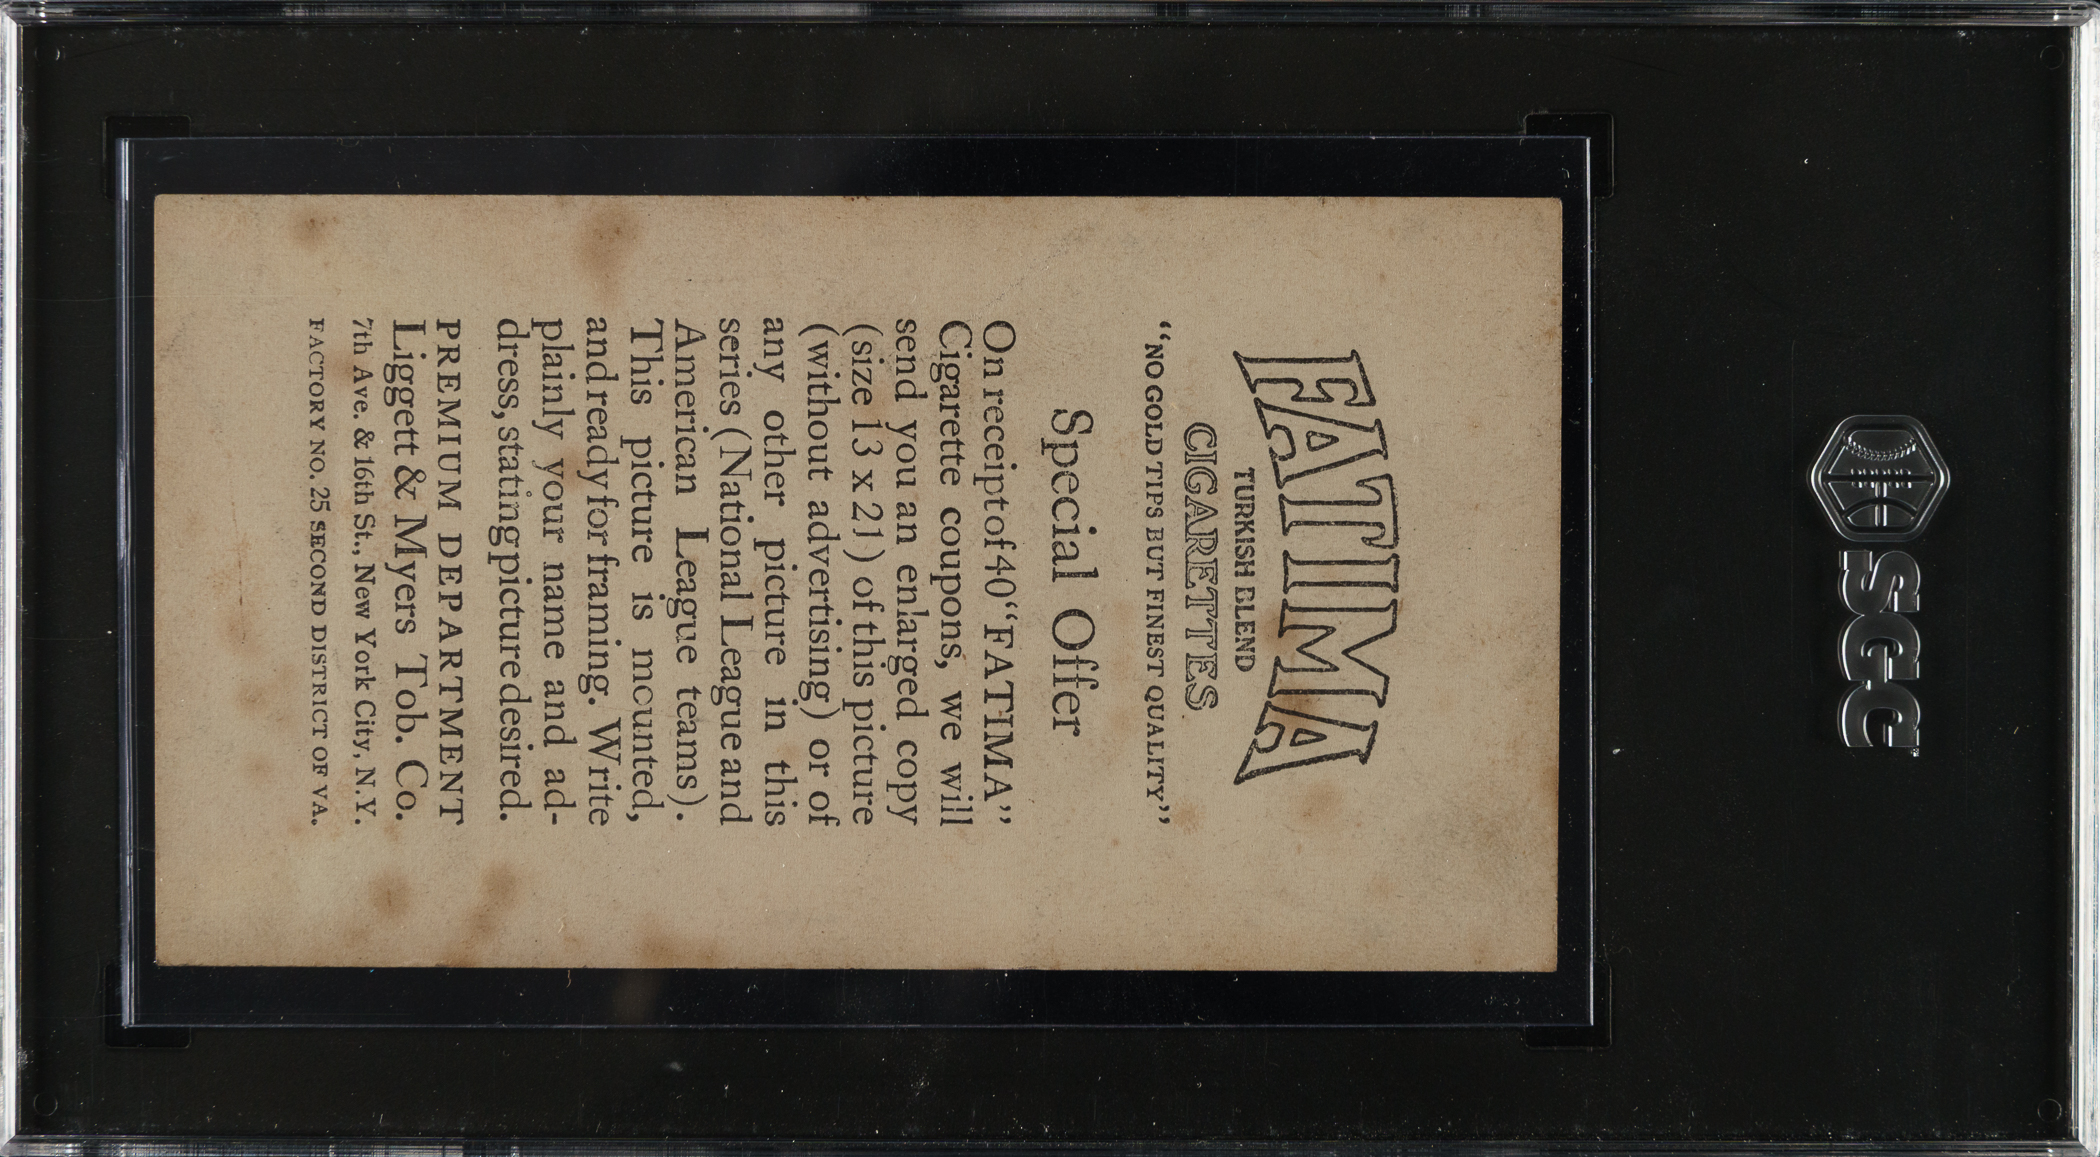 FATIMA
TURKISH BLEND
CIGARETTES
"NO GOLD TIPS BUT FINEST QUALITY"
Special Offer
On receipt of 40 "FATIMA"
Cigarette coupons, we will
send you an enlarged copy
(size 13 x 21) of this picture
(without advertising) or of
any other picture in this
series (National League and
American League teams).
This picture is mounted,
and ready for framing. Write
plainly your name and ad-
dress, stating picture desired.
PREMIUM DEPARTMENT
Liggett & Myers Tob. Co.
7th Ave. & 16th St., New York City, N.Y.
FACTORY NO. 25 SECOND DISTRICT OF VA.
SGC